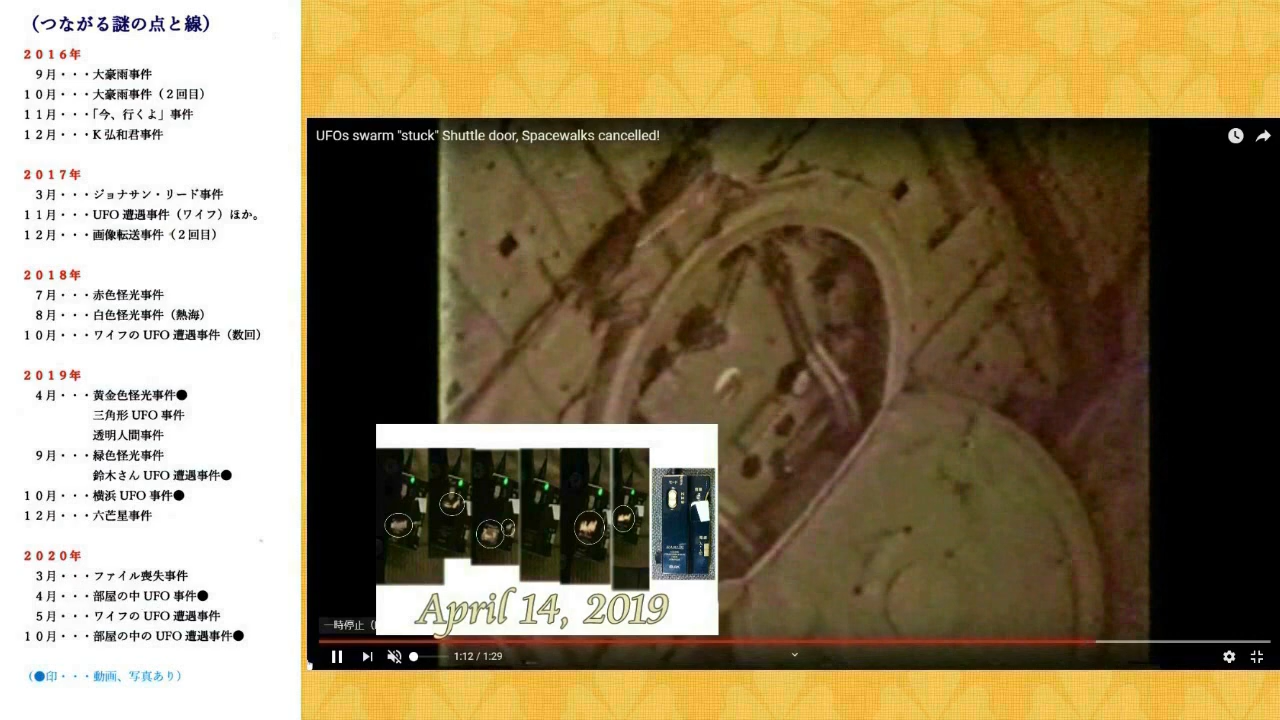 （つながる謎の点と線）
２０１６年
９月・・・大豪雨事件
１０月・・・大豪雨事件（２回目）
１１月・・・「今、行くよ」事件
１２月・・・K 弘和君事件
２０１７年
３月・・・ジョナサン・リード事件
１１月・・・UFO 遭遇事件（ワイフ）ほか。
１２月・・・画像転送事件（２回目）
２０１８年
７月・・・赤色怪光事件
８月・・・白色怪光事件（熱海）
１０月・・・ワイフの UFO 遭遇事件（数回）
２０１９年
４月・・・黄金色怪光事件●
三角形 UFO 事件
透明人間事件
９月・・・緑色怪光事件
鈴木さん UFO 遭遇事件●
１０月・・・横浜 UFO 事件●
１２月・・・六芒星事件
２０２０年
３月・・・ファイル喪失事件
４月・・・部屋の中 UFO 事件●
５月・・・ワイフの UFO 遭遇事件
１０月・・・部屋の中の UFO 遭遇事件●
（●印・・・動画、写真あり）
UFOs swarm "stuck" Shuttle door, Spacewalks cancelled!
April 14, 2019
一時停止
1:12 / 1:29